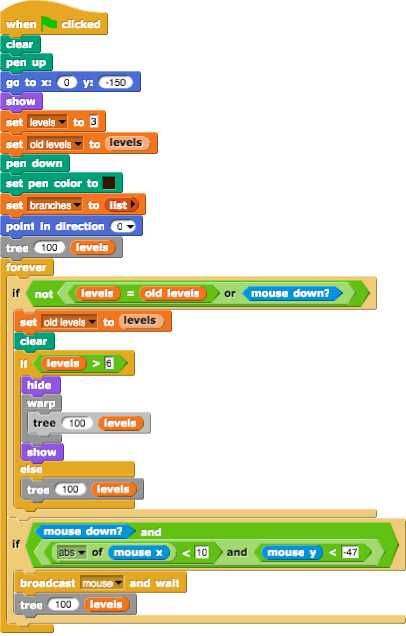 when clicked
clear
pen up
go to x: 0 y: -150
show
set levels to 3
set old levels to levels
pen down
set pen color to
set branches to list
point in direction 0
tree 100 levels
forever
if not levels = old levels or mouse down?
set old levels to levels
clear
if levels > 6
hide
warp
tree 100 levels
show
else
tree 100 levels
mouse down? and
if abs of mouse x < 10 and mouse y < -47
broadcast mouse and wait
tree 100 levels